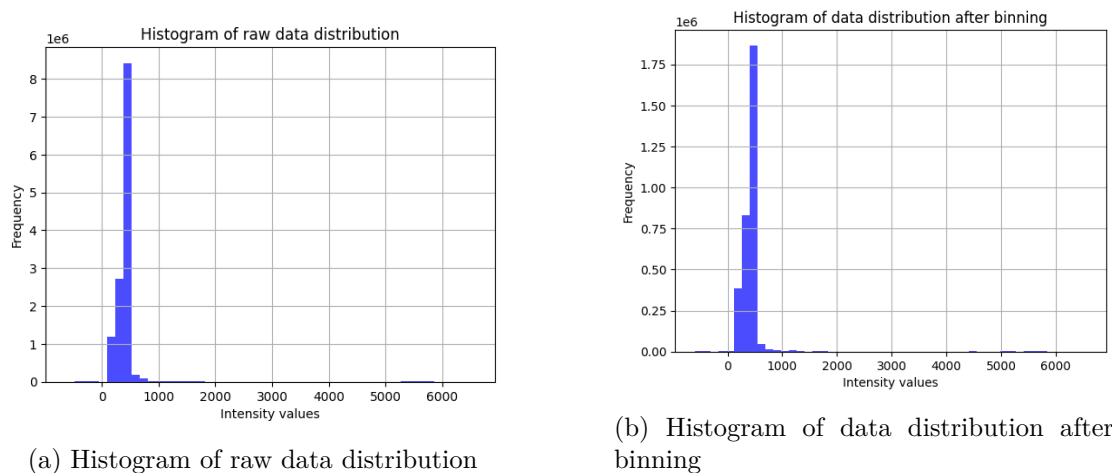 Histogram of raw data distribution
1e6
8
7
6
5
4
3
2
1
0
Frequency
0 1000 2000 3000 4000 5000 6000
Intensity values
(a) Histogram of raw data distribution
Histogram of data distribution after binning
1e6
1.75
1.50
1.25
1.00
0.75
0.50
0.25
0.00
Frequency
0 1000 2000 3000 4000 5000 6000
Intensity values
(b) Histogram of data distribution after
binning